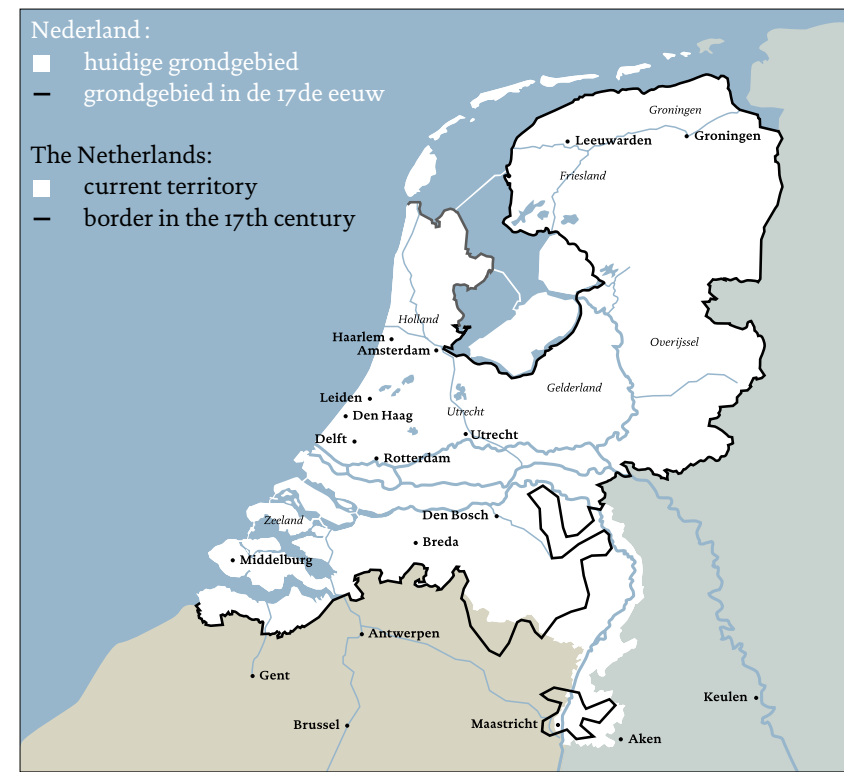 Nederland:
huidige grondgebied
grondgebied in de 17de eeuw
The Netherlands:
current territory
border in the 17th century
Groningen
Leeuwarden
Groningen
Friesland
Holland
Haarlem
Amsterdam
Overijssel
Gelderland
Leiden
Utrecht
Den Haag
Delft
Utrecht
Rotterdam
Den Bosch
Zeeland
Breda
Middelburg
Antwerpen
Gent
Keulen
Brussel
Maastricht
Aken